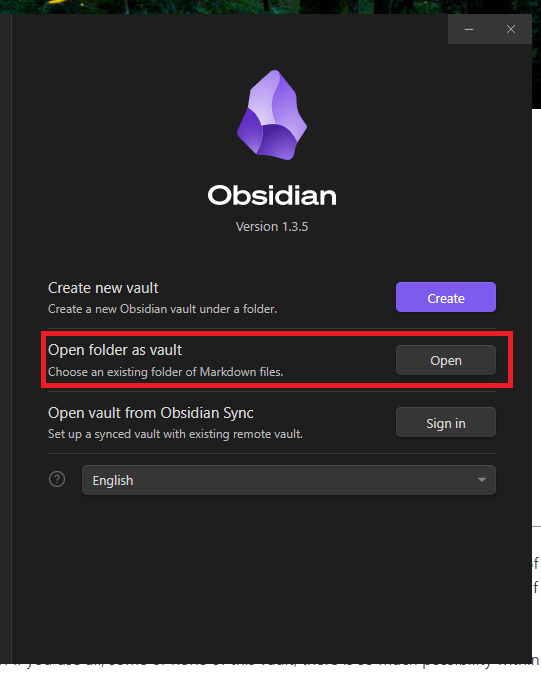 Obsidian
Version 1.3.5
Create new vault
Create a new Obsidian vault under a folder.
Create
Open folder as vault
Choose an existing folder of Markdown files.
Open
Open vault from Obsidian Sync
Set up a synced vault with existing remote vault.
Sign in
English
of
f